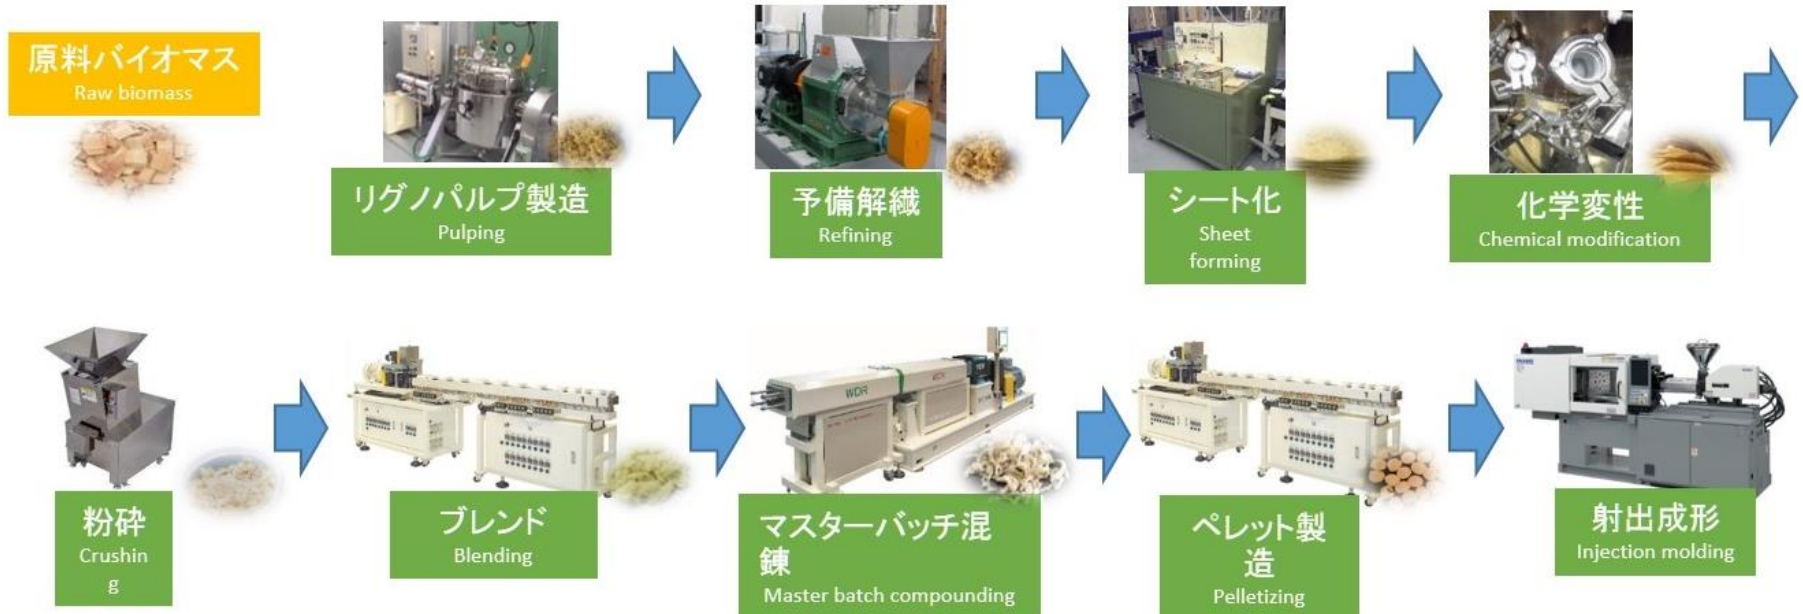 原料バイオマス
Raw biomass
リグノパルプ製造
Pulping
予備解繊
Refining
シート化
Sheet
forming
化学変性
Chemical modification
粉砕
Crushin
g
ブレンド
Blending
WDR
マスターバッチ混
錬
Master batch compounding
ペレット製
造
Pelletizing
射出成形
Injection molding